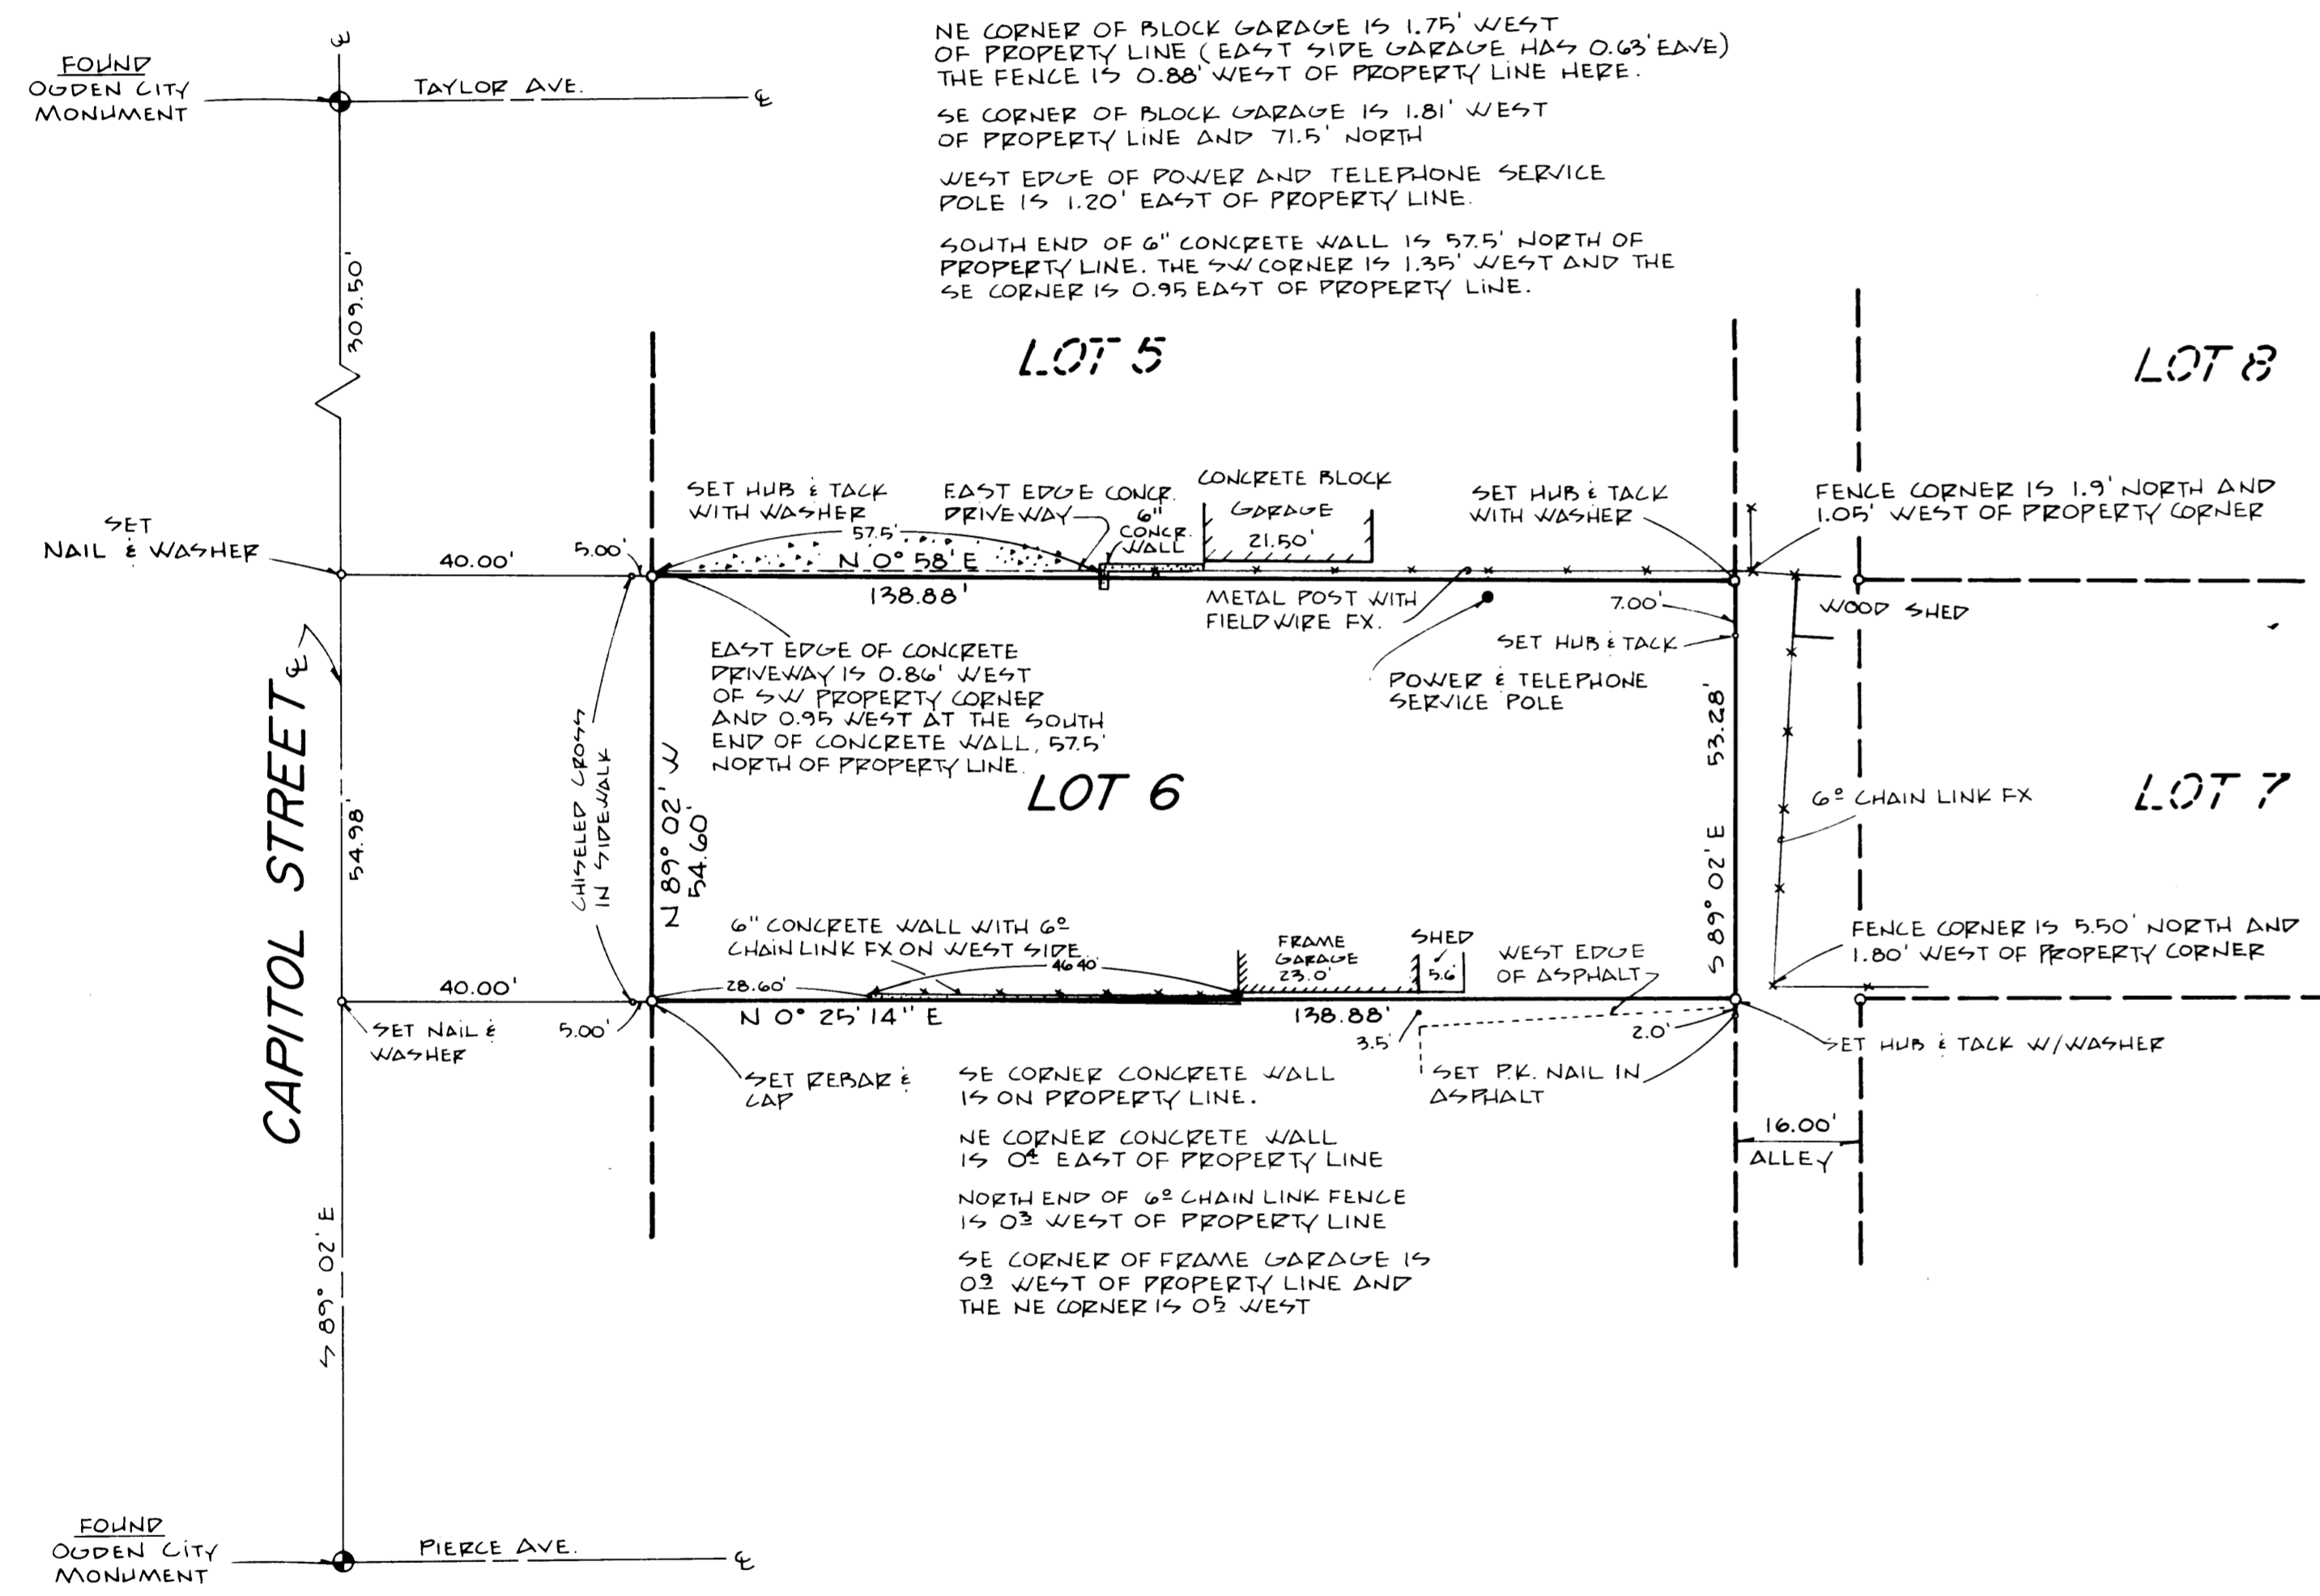 NE CORNER OF BLOCK GARAGE IS 1.75' WEST
OF PROPERTY LINE (EAST SIDE GARAGE HAS 0.63' EAVE)
THE FENCE IS 0.88' WEST OF PROPERTY LINE HERE.
SE CORNER OF BLOCK GARAGE IS 1.81' WEST
OF PROPERTY LINE AND 71.5' NORTH
WEST EDGE OF POWER AND TELEPHONE SERVICE
POLE IS 1.20' EAST OF PROPERTY LINE.
SOUTH END OF 6" CONCRETE WALL IS 57.5' NORTH OF
PROPERTY LINE. THE SW CORNER IS 1.35' WEST AND THE
SE CORNER IS 0.95 EAST OF PROPERTY LINE.
FOUND
OGDEN CITY
MONUMENT
TAYLOR AVE.
℄
℄
309.50'
LOT 5
LOT 8
SET
NAIL & WASHER
40.00'
5.00'
SET HUB & TACK
WITH WASHER
57.5'
N 0° 58' E
138.88'
EAST EDGE CONCR.
DRIVEWAY
6"
CONCR.
WALL
CONCRETE BLOCK
GARAGE
21.50'
SET HUB & TACK
WITH WASHER
FENCE CORNER IS 1.9' NORTH AND
1.05' WEST OF PROPERTY CORNER
METAL POST WITH
FIELDWIRE FX.
7.00'
WOOD SHED
SET HUB & TACK
POWER & TELEPHONE
SERVICE POLE
EAST EDGE OF CONCRETE
DRIVEWAY IS 0.86' WEST
OF SW PROPERTY CORNER
AND 0.95 WEST AT THE SOUTH
END OF CONCRETE WALL, 57.5'
NORTH OF PROPERTY LINE.
LOT 6
CAPITOL STREET ℄
54.98'
CHISELED CROSS
IN SIDEWALK
N 89° 02' W
54.60'
S 89° 02' E 53.28'
6⁰ CHAIN LINK FX
LOT 7
FENCE CORNER IS 5.50' NORTH AND
1.80' WEST OF PROPERTY CORNER
6" CONCRETE WALL WITH 6⁰
CHAIN LINK FX ON WEST SIDE.
46.40'
28.60'
FRAME
GARAGE
23.0'
SHED
5.6'
WEST EDGE
OF ASPHALT
40.00'
5.00'
SET NAIL &
WASHER
N 0° 25' 14" E
138.88'
3.5'
2.0'
SET REBAR &
CAP
SET P.K. NAIL IN
ASPHALT
SET HUB & TACK W/WASHER
16.00'
ALLEY
SE CORNER CONCRETE WALL
IS ON PROPERTY LINE.
NE CORNER CONCRETE WALL
IS 0⁴ EAST OF PROPERTY LINE
NORTH END OF 6⁰ CHAIN LINK FENCE
IS 0³ WEST OF PROPERTY LINE
SE CORNER OF FRAME GARAGE IS
0⁹ WEST OF PROPERTY LINE AND
THE NE CORNER IS 0⁵ WEST
S 89° 02' E
FOUND
OGDEN CITY
MONUMENT
PIERCE AVE.
℄